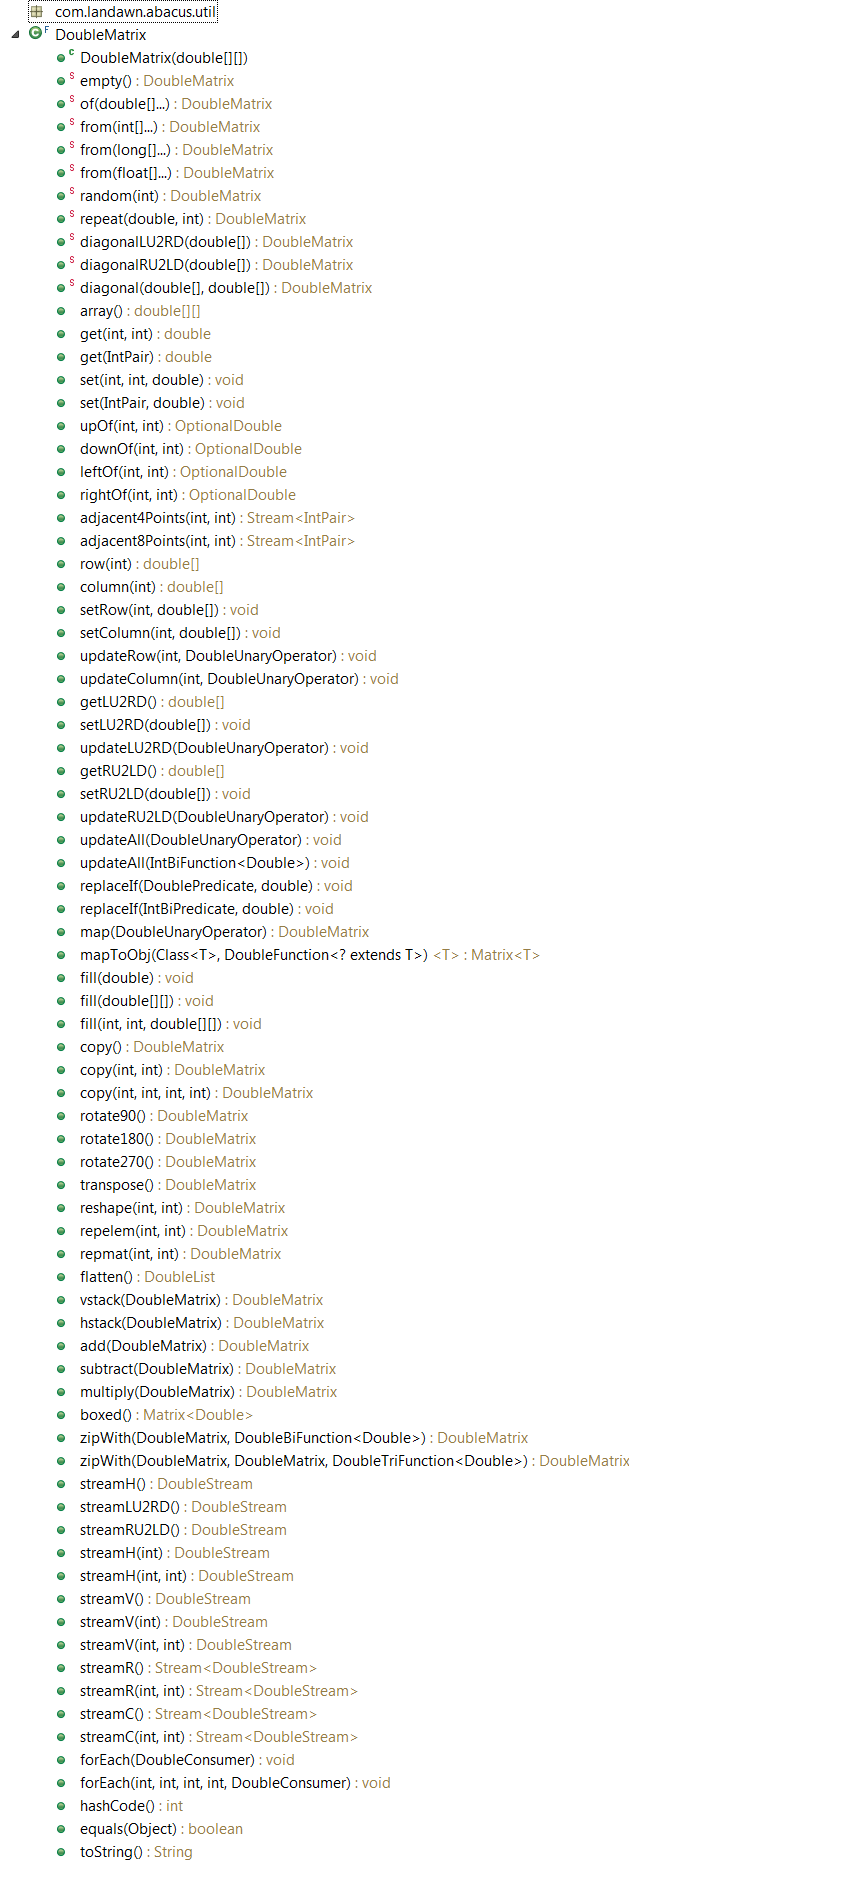 com.landawn.abacus.util
DoubleMatrix
DoubleMatrix(double[][])
empty() : DoubleMatrix
of(double[]...) : DoubleMatrix
from(int[]...) : DoubleMatrix
from(long[]...) : DoubleMatrix
from(float[]...) : DoubleMatrix
random(int) : DoubleMatrix
repeat(double, int) : DoubleMatrix
diagonalLU2RD(double[]) : DoubleMatrix
diagonalRU2LD(double[]) : DoubleMatrix
diagonal(double[], double[]) : DoubleMatrix
array() : double[][]
get(int, int) : double
get(IntPair) : double
set(int, int, double) : void
set(IntPair, double) : void
upOf(int, int) : OptionalDouble
downOf(int, int) : OptionalDouble
leftOf(int, int) : OptionalDouble
rightOf(int, int) : OptionalDouble
adjacent4Points(int, int) : Stream<IntPair>
adjacent8Points(int, int) : Stream<IntPair>
row(int) : double[]
column(int) : double[]
setRow(int, double[]) : void
setColumn(int, double[]) : void
updateRow(int, DoubleUnaryOperator) : void
updateColumn(int, DoubleUnaryOperator) : void
getLU2RD() : double[]
setLU2RD(double[]) : void
updateLU2RD(DoubleUnaryOperator) : void
getRU2LD() : double[]
setRU2LD(double[]) : void
updateRU2LD(DoubleUnaryOperator) : void
updateAll(DoubleUnaryOperator) : void
updateAll(IntBiFunction<Double>) : void
replaceIf(DoublePredicate, double) : void
replaceIf(IntBiPredicate, double) : void
map(DoubleUnaryOperator) : DoubleMatrix
mapToObj(Class<T>, DoubleFunction<? extends T>) <T> : Matrix<T>
fill(double) : void
fill(double[][]) : void
fill(int, int, double[][]) : void
copy() : DoubleMatrix
copy(int, int) : DoubleMatrix
copy(int, int, int, int) : DoubleMatrix
rotate90() : DoubleMatrix
rotate180() : DoubleMatrix
rotate270() : DoubleMatrix
transpose() : DoubleMatrix
reshape(int, int) : DoubleMatrix
repelem(int, int) : DoubleMatrix
repmat(int, int) : DoubleMatrix
flatten() : DoubleList
vstack(DoubleMatrix) : DoubleMatrix
hstack(DoubleMatrix) : DoubleMatrix
add(DoubleMatrix) : DoubleMatrix
subtract(DoubleMatrix) : DoubleMatrix
multiply(DoubleMatrix) : DoubleMatrix
boxed() : Matrix<Double>
zipWith(DoubleMatrix, DoubleBiFunction<Double>) : DoubleMatrix
zipWith(DoubleMatrix, DoubleMatrix, DoubleTriFunction<Double>) : DoubleMatrix
streamH() : DoubleStream
streamLU2RD() : DoubleStream
streamRU2LD() : DoubleStream
streamH(int) : DoubleStream
streamH(int, int) : DoubleStream
streamV() : DoubleStream
streamV(int) : DoubleStream
streamV(int, int) : DoubleStream
streamR() : Stream<DoubleStream>
streamR(int, int) : Stream<DoubleStream>
streamC() : Stream<DoubleStream>
streamC(int, int) : Stream<DoubleStream>
forEach(DoubleConsumer) : void
forEach(int, int, int, int, DoubleConsumer) : void
hashCode() : int
equals(Object) : boolean
toString() : String